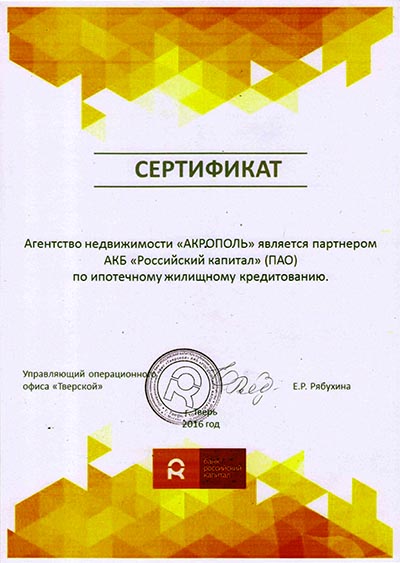 СЕРТИФИКАТ
Агентство недвижимости «АКРОПОЛЬ» является партнером
АКБ «Российский капитал» (ПАО)
по ипотечному жилищному кредитованию.
Управляющий операционного
офиса «Тверской»
Е.Р. Рябухина
г.Тверь
2016 год
банк
российский
капитал